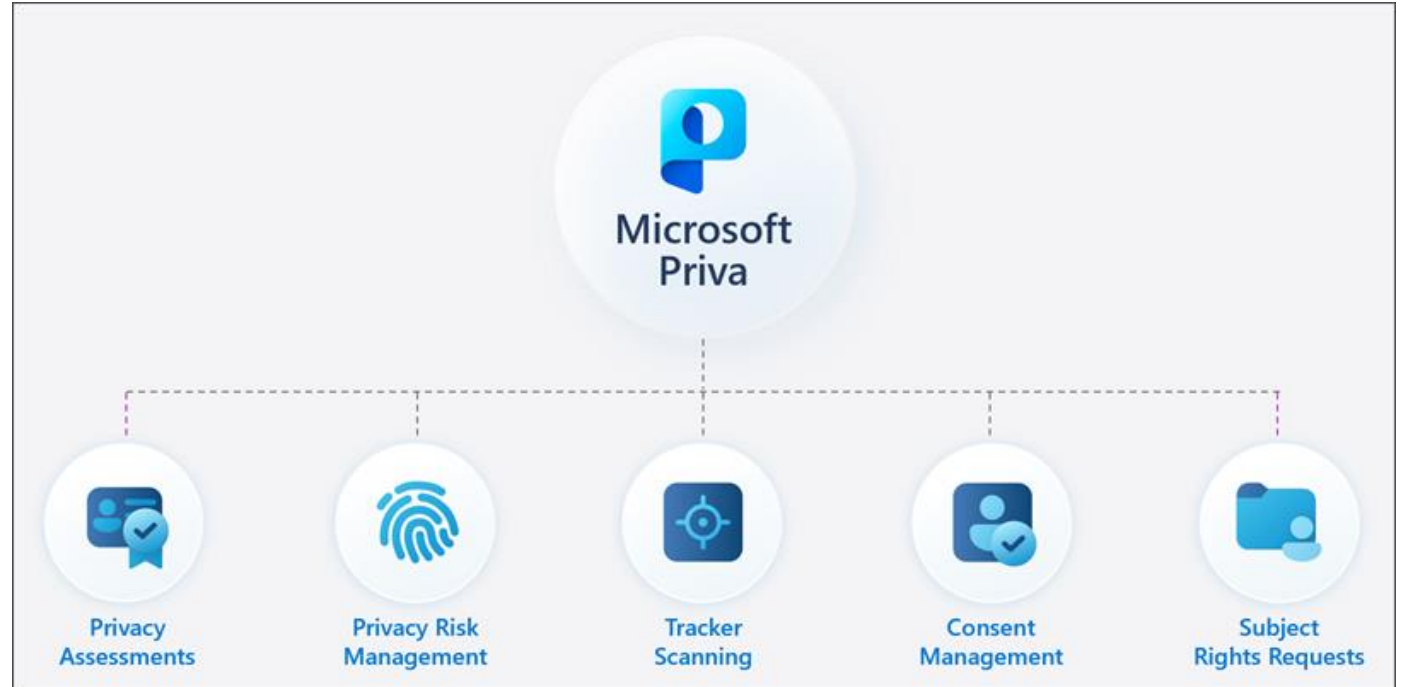 Microsoft
Priva
Privacy
Assessments
Privacy Risk
Management
Tracker
Scanning
Consent
Management
Subject
Rights Requests